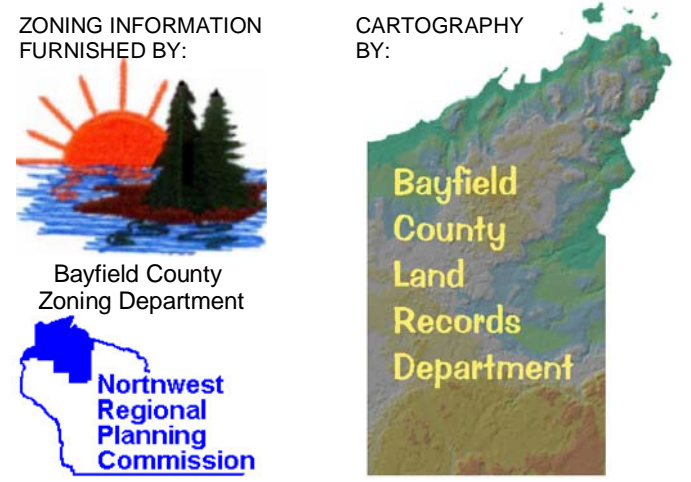 ZONING INFORMATION
FURNISHED BY:
Bayfield County
Zoning Department
Nortnwest
Regional
Planning
Commission
CARTOGRAPHY
BY:
Bayfield
County
Land
Records
Department